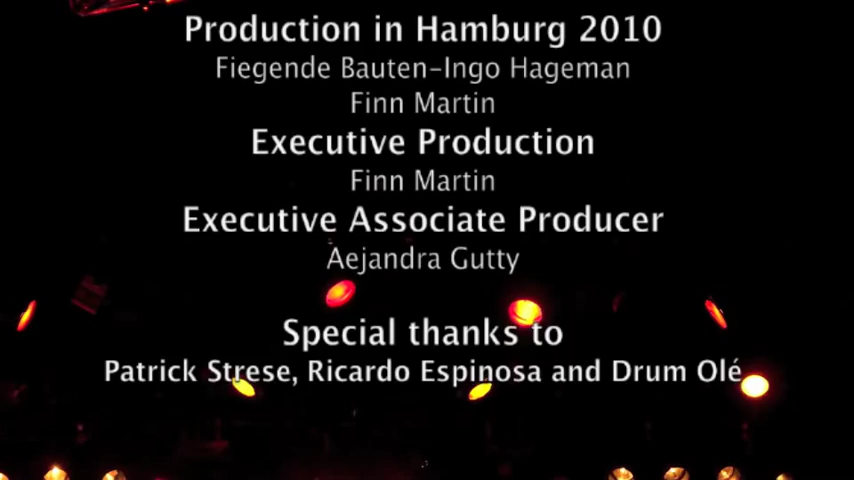 Production in Hamburg 2010
Fiegende Bauten-Ingo Hageman
Finn Martin
Executive Production
Finn Martin
Executive Associate Producer
Aejandra Gutty
Special thanks to
Patrick Strese, Ricardo Espinosa and Drum Olé